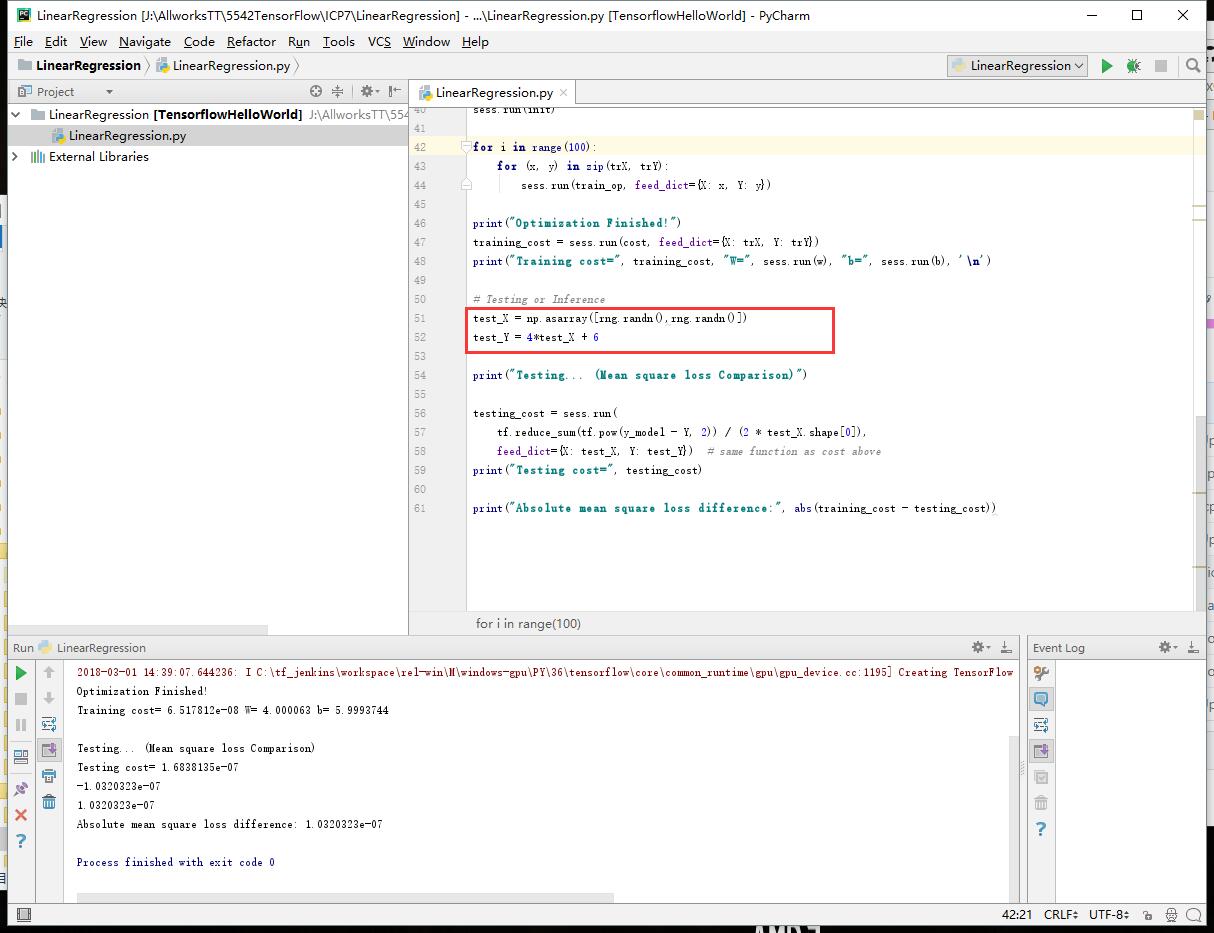 LinearRegression [J:\AllworksTT\5542TensorFlow\ICP7\LinearRegression] - ...\LinearRegression.py [TensorflowHelloWorld] - PyCharm
File Edit View Navigate Code Refactor Run Tools VCS Window Help
LinearRegression LinearRegression.py LinearRegression
Project LinearRegression.py
LinearRegression [TensorflowHelloWorld] J:\AllworksTT\554
LinearRegression.py
External Libraries
40 sess.run(init)
41
42 for i in range(100):
43 for (x, y) in zip(trX, trY):
44 sess.run(train_op, feed_dict={X: x, Y: y})
45
46 print("Optimization Finished!")
47 training_cost = sess.run(cost, feed_dict={X: trX, Y: trY})
48 print("Training cost=", training_cost, "W=", sess.run(w), "b=", sess.run(b), '\n')
49
50 # Testing or Inference
51 test_X = np.asarray([rng.randn(),rng.randn()])
52 test_Y = 4*test_X + 6
53
54 print("Testing... (Mean square loss Comparison)")
55
56 testing_cost = sess.run(
57 tf.reduce_sum(tf.pow(y_model - Y, 2)) / (2 * test_X.shape[0]),
58 feed_dict={X: test_X, Y: test_Y}) # same function as cost above
59 print("Testing cost=", testing_cost)
60
61 print("Absolute mean square loss difference:", abs(training_cost - testing_cost))
for i in range(100)
Run LinearRegression
2018-03-01 14:39:07.644236: I C:\tf_jenkins\workspace\rel-win\M\windows-gpu\PY\36\tensorflow\core\common_runtime\gpu\gpu_device.cc:1195] Creating TensorFlow
Optimization Finished!
Training cost= 6.517812e-08 W= 4.000063 b= 5.9993744
Testing... (Mean square loss Comparison)
Testing cost= 1.6838135e-07
-1.0320323e-07
1.0320323e-07
Absolute mean square loss difference: 1.0320323e-07
Process finished with exit code 0
Event Log
42:21 CRLF UTF-8